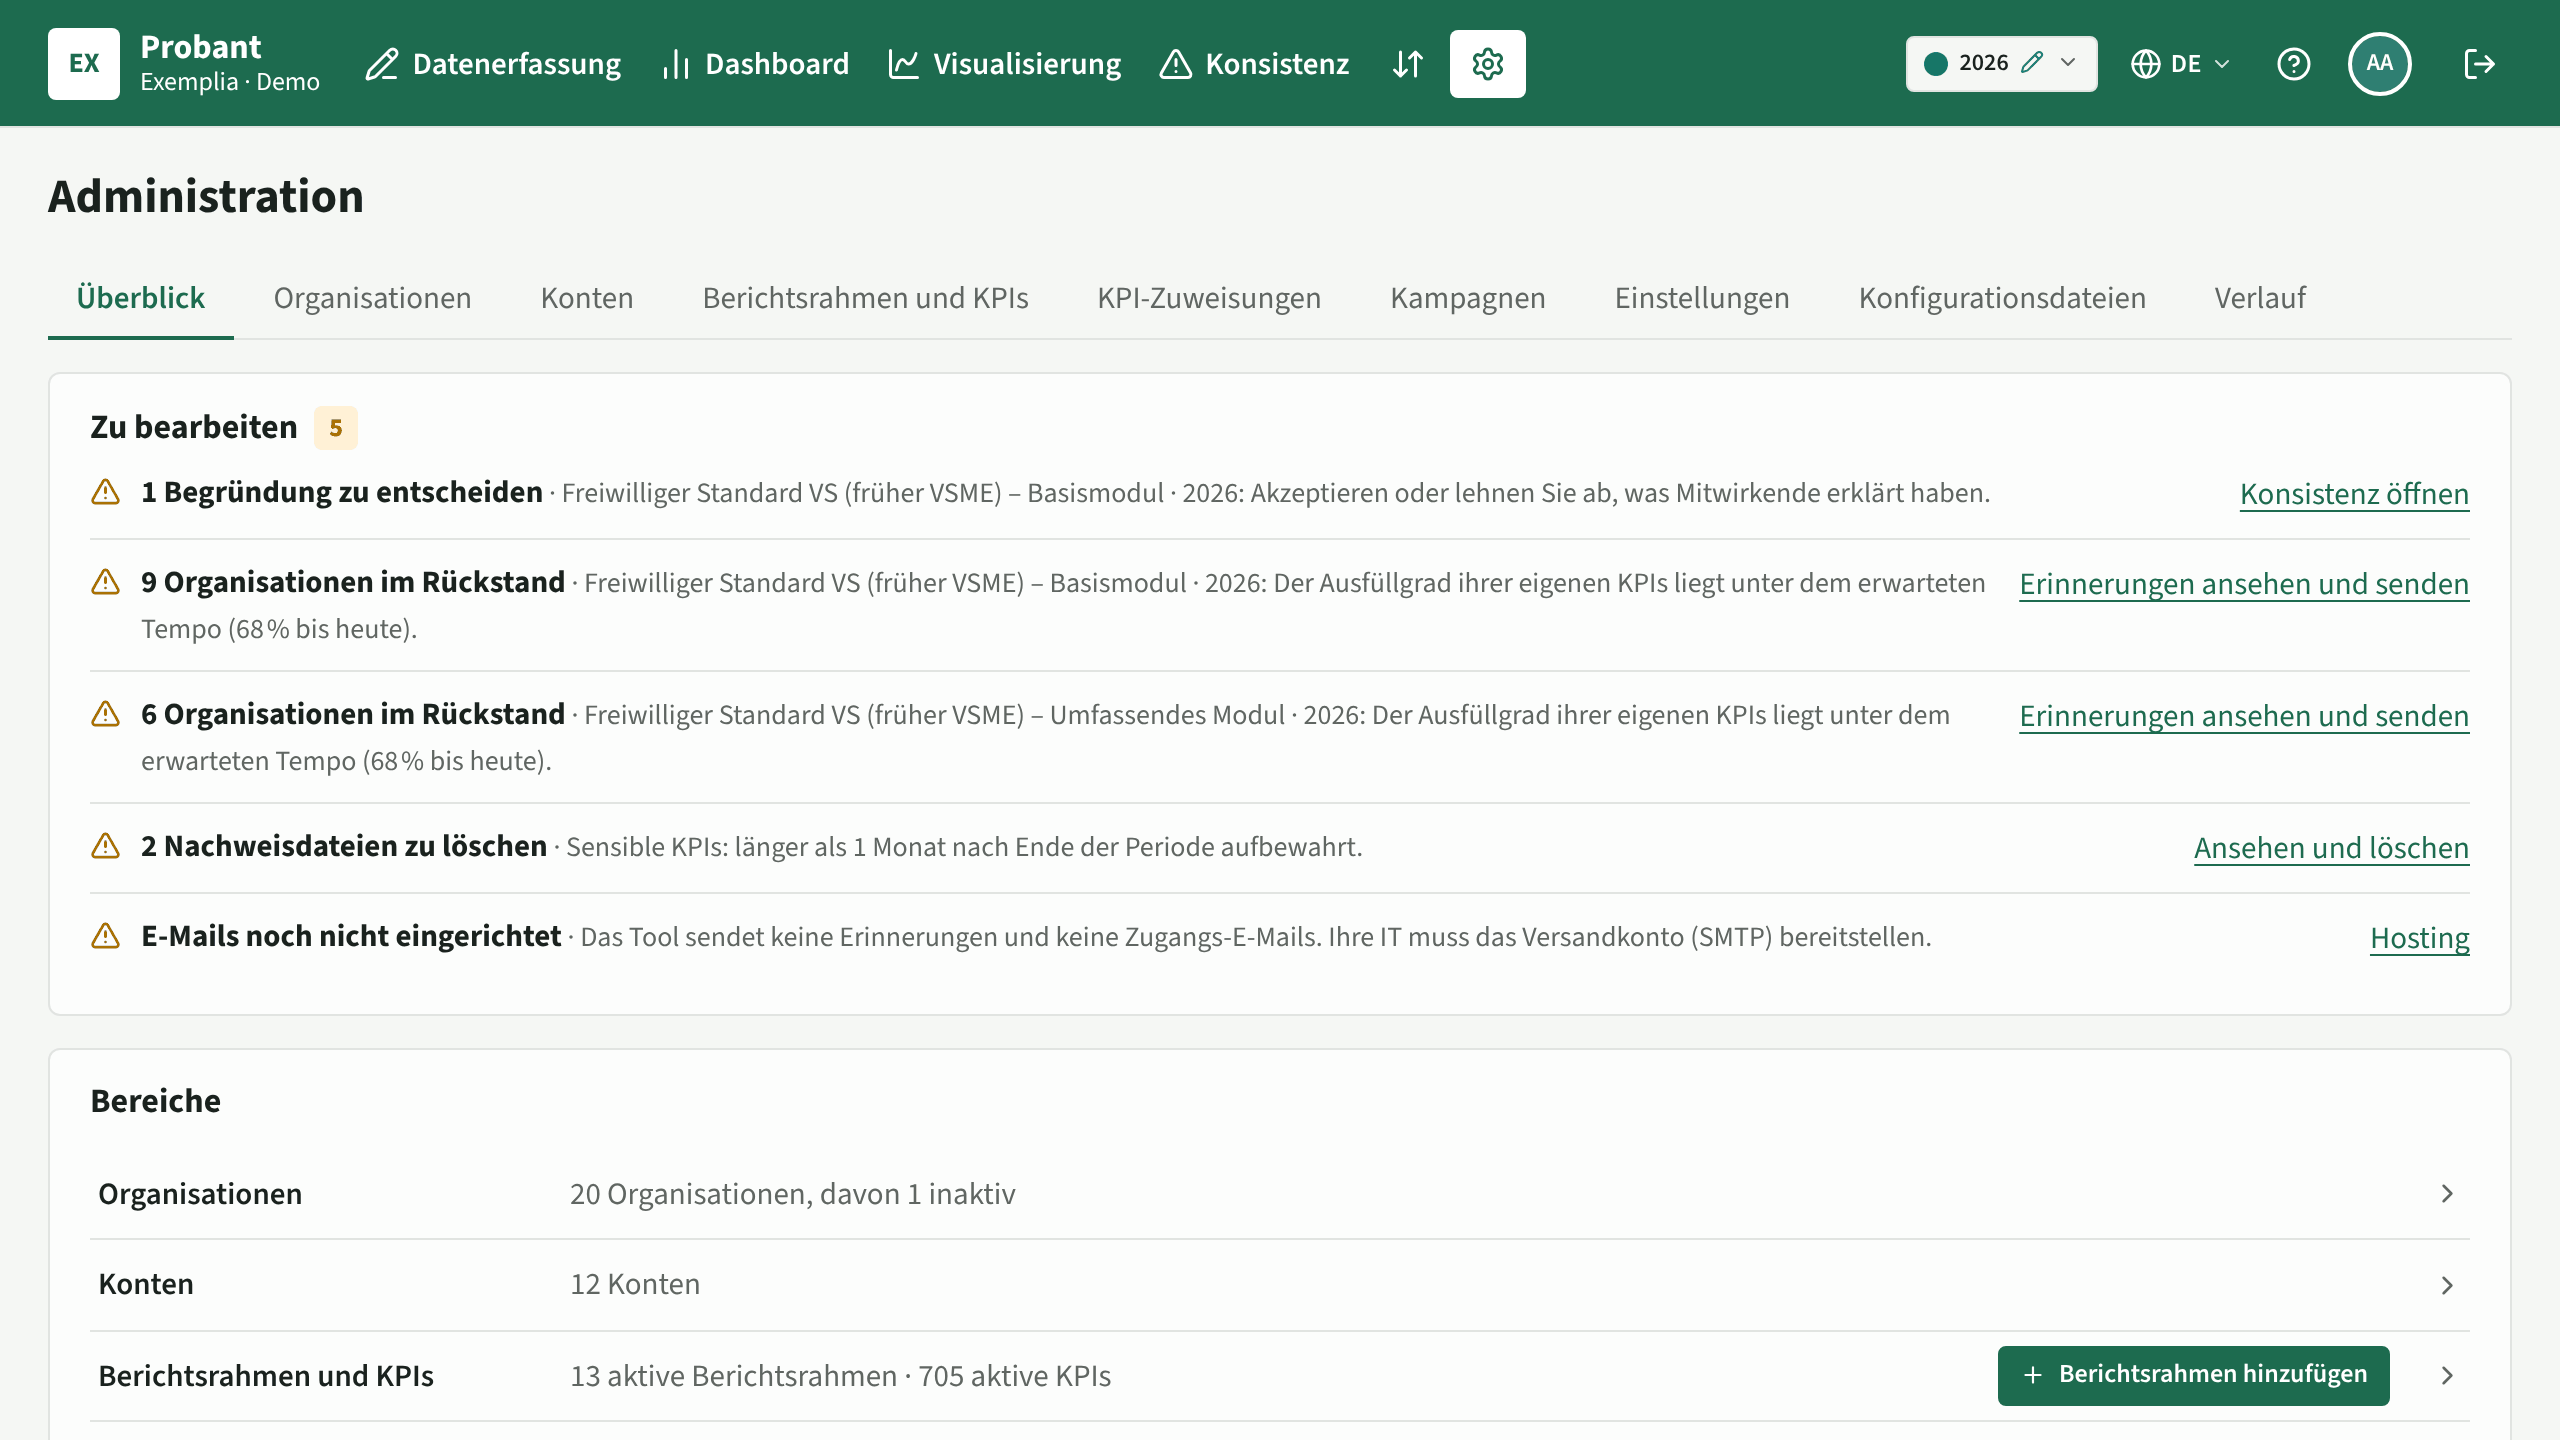 EX
Probant
Exemplia · Demo
Datenerfassung
Dashboard
Visualisierung
Konsistenz
2026
DE
AA
Administration
Überblick
Organisationen
Konten
Berichtsrahmen und KPIs
KPI-Zuweisungen
Kampagnen
Einstellungen
Konfigurationsdateien
Verlauf
Zu bearbeiten 5
1 Begründung zu entscheiden · Freiwilliger Standard VS (früher VSME) – Basismodul · 2026: Akzeptieren oder lehnen Sie ab, was Mitwirkende erklärt haben.
Konsistenz öffnen
9 Organisationen im Rückstand · Freiwilliger Standard VS (früher VSME) – Basismodul · 2026: Der Ausfüllgrad ihrer eigenen KPIs liegt unter dem erwarteten
Tempo (68 % bis heute).
Erinnerungen ansehen und senden
6 Organisationen im Rückstand · Freiwilliger Standard VS (früher VSME) – Umfassendes Modul · 2026: Der Ausfüllgrad ihrer eigenen KPIs liegt unter dem
erwarteten Tempo (68 % bis heute).
Erinnerungen ansehen und senden
2 Nachweisdateien zu löschen · Sensible KPIs: länger als 1 Monat nach Ende der Periode aufbewahrt.
Ansehen und löschen
E-Mails noch nicht eingerichtet · Das Tool sendet keine Erinnerungen und keine Zugangs-E-Mails. Ihre IT muss das Versandkonto (SMTP) bereitstellen.
Hosting
Bereiche
Organisationen
20 Organisationen, davon 1 inaktiv
Konten
12 Konten
Berichtsrahmen und KPIs
13 aktive Berichtsrahmen · 705 aktive KPIs
Berichtsrahmen hinzufügen